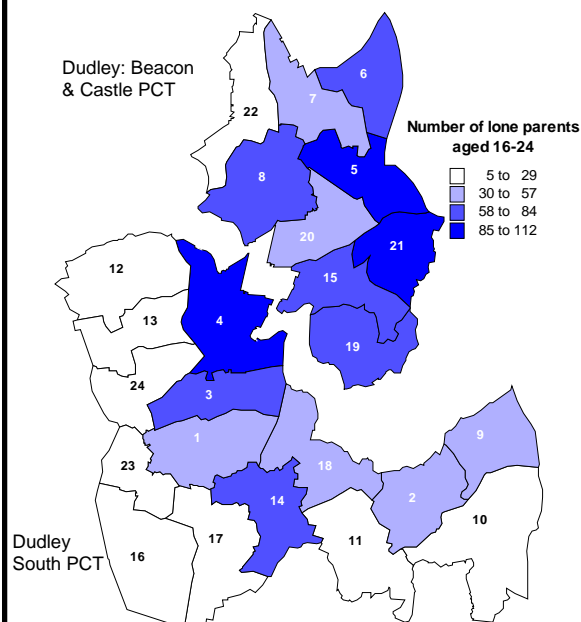 Dudley: Beacon
& Castle PCT
6
7
22
Number of lone parents
aged 16-24
5 to 29
30 to 57
58 to 84
85 to 112
5
8
20
21
12
15
13
4
19
24
3
1
9
23
18
14
2
10
17
11
Dudley
South PCT
16